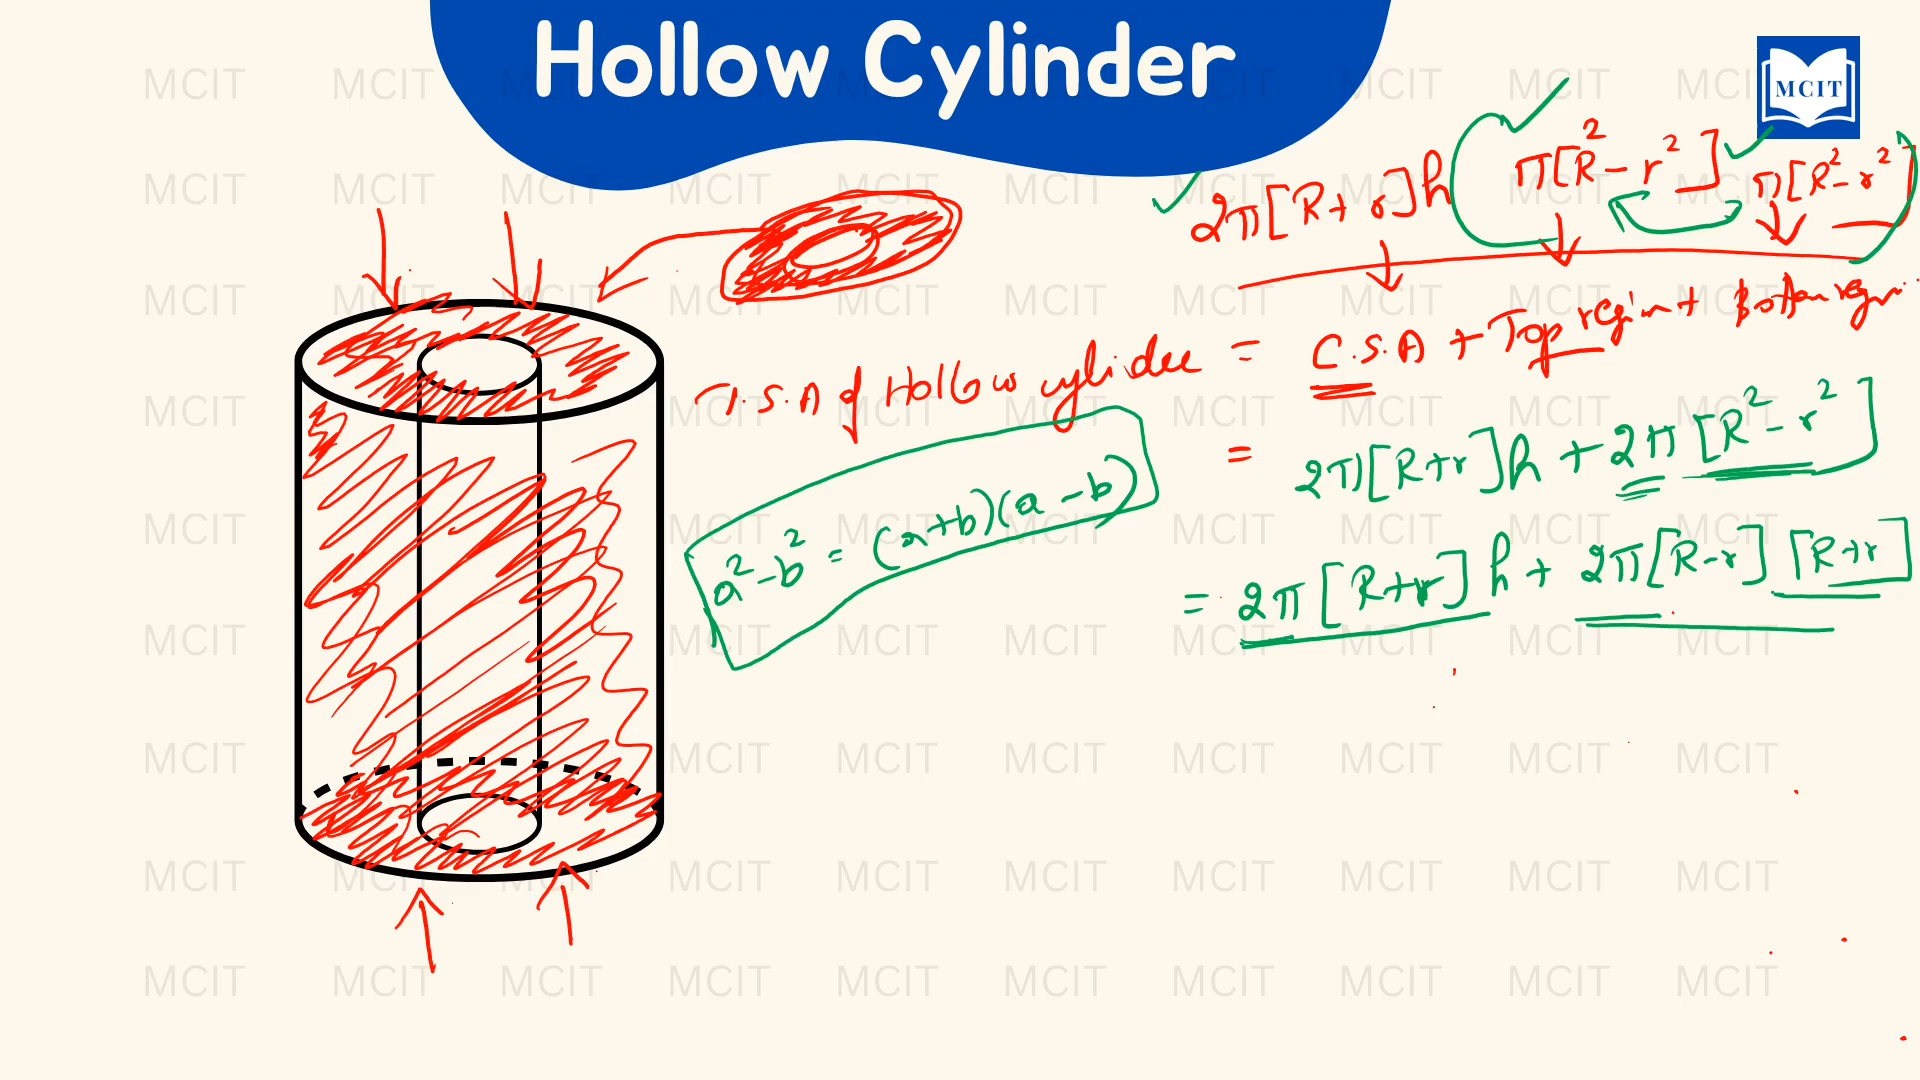 Hollow Cylinder
MCIT
2π[R+r]h π[R²-r²] π[R²-r²]
T.S.A of Hollow cylider = C.S.A + Top region + Bottom region
= 2π[R+r]h + 2π[R²-r²]
a²-b² = (a+b)(a-b)
= 2π[R+r]h + 2π[R-r][R+r]